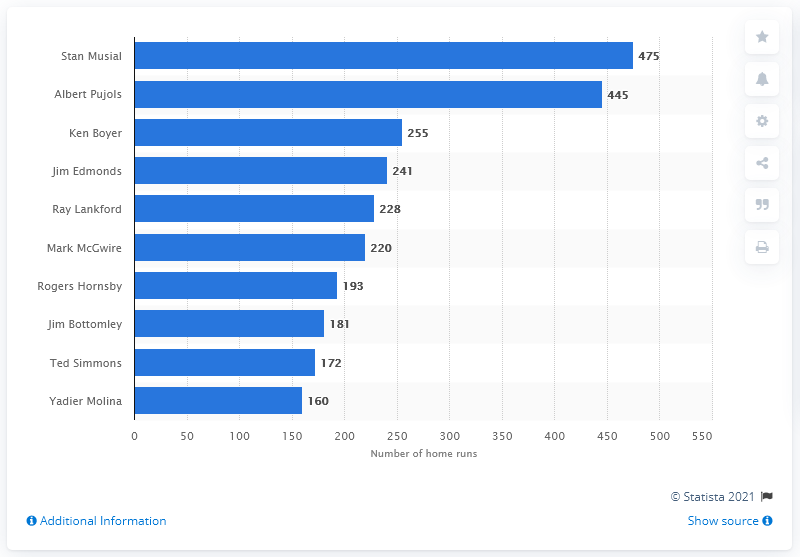 Stan Musial 475
Albert Pujols 445
Ken Boyer 255
Jim Edmonds 241
Ray Lankford 228
Mark McGwire 220
Rogers Hornsby 193
Jim Bottomley 181
Ted Simmons 172
Yadier Molina 160
0 50 100 150 200 250 300 350 400 450 500 550
Number of home runs
© Statista 2021
Additional Information Show source